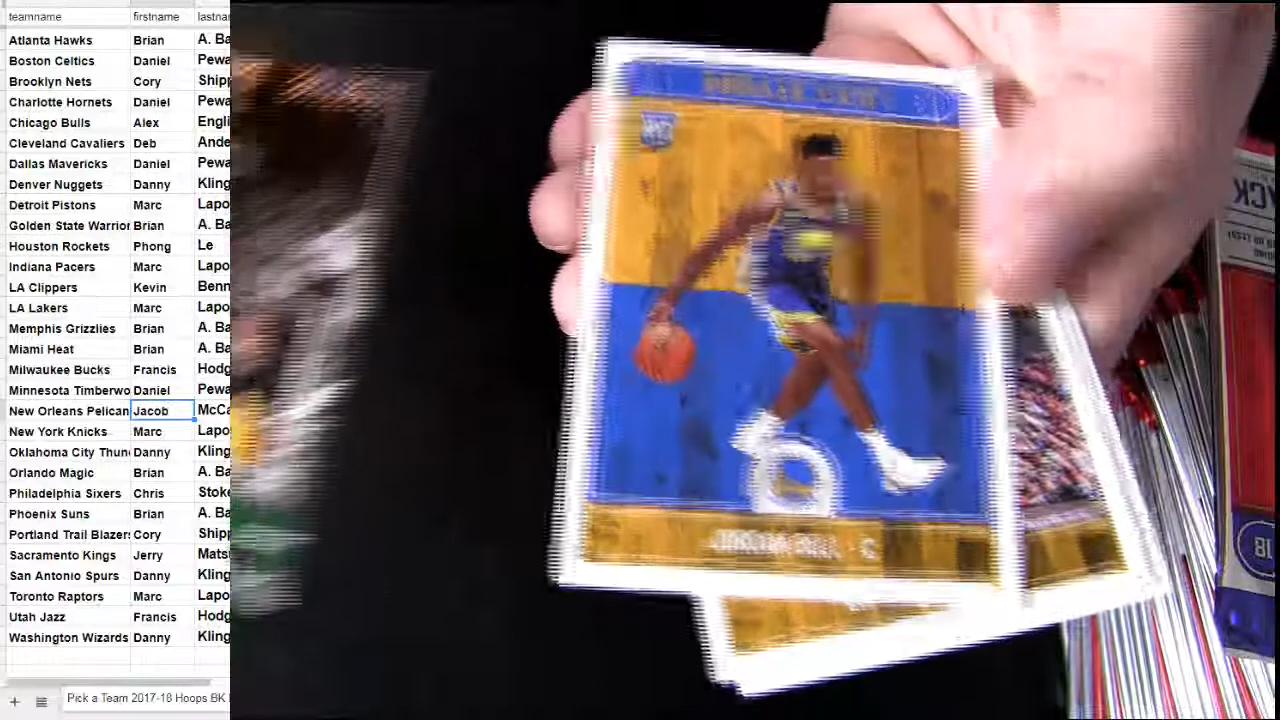 teamname firstname lastna
Atlanta Hawks Brian A. Ba
Boston Celtics Daniel Pewa
Brooklyn Nets Cory Shipp
Charlotte Hornets Daniel Pewa
Chicago Bulls Alex Engli
Cleveland Cavaliers Deb Ande
Dallas Mavericks Daniel Pewa
Denver Nuggets Danny Kling
Detroit Pistons Marc Lapo
Golden State Warrior Brian A. Ba
Houston Rockets Phong Le
Indiana Pacers Marc Lapo
LA Clippers Kevin Benn
LA Lakers Marc Lapo
Memphis Grizzlies Brian A. Ba
Miami Heat Brian A. Ba
Milwaukee Bucks Francis Hodg
Minnesota Timberwo Daniel Pewa
New Orleans Pelican Jacob McCa
New York Knicks Marc Lapo
Oklahoma City Thun Danny Kling
Orlando Magic Brian A. Ba
Philadelphia Sixers Chris Stoke
Phoenix Suns Brian A. Ba
Portland Trail Blazers Cory Shipp
Sacramento Kings Jerry Mats
San Antonio Spurs Danny Kling
Toronto Raptors Marc Lapo
Utah Jazz Francis Hodg
Washington Wizards Danny Kling
Pick a Team 2017-18 Hoops BK